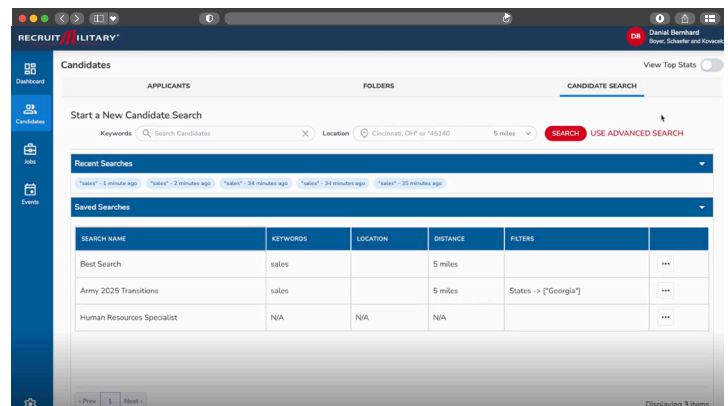 RECRUIT MILITARY
DB
Danial Bernhard
Boyer, Schaefer and Kovacek
Dashboard
Candidates
Jobs
Events
Candidates
View Top Stats
APPLICANTS
FOLDERS
CANDIDATE SEARCH
Start a New Candidate Search
Keywords
Search Candidates
Location
Cincinnati, OH* or *45140
5 miles
SEARCH
USE ADVANCED SEARCH
Recent Searches
"sales" - 1 minute ago
"sales" - 2 minutes ago
"sales" - 34 minutes ago
"sales" - 34 minutes ago
"sales" - 35 minutes ago
Saved Searches
SEARCH NAME KEYWORDS LOCATION DISTANCE FILTERS
Best Search sales 5 miles
Army 2025 Transitions sales 5 miles States -> ["Georgia"]
Human Resources Specialist N/A N/A N/A
‹ Prev 1 Next ›
Displaying 3 items